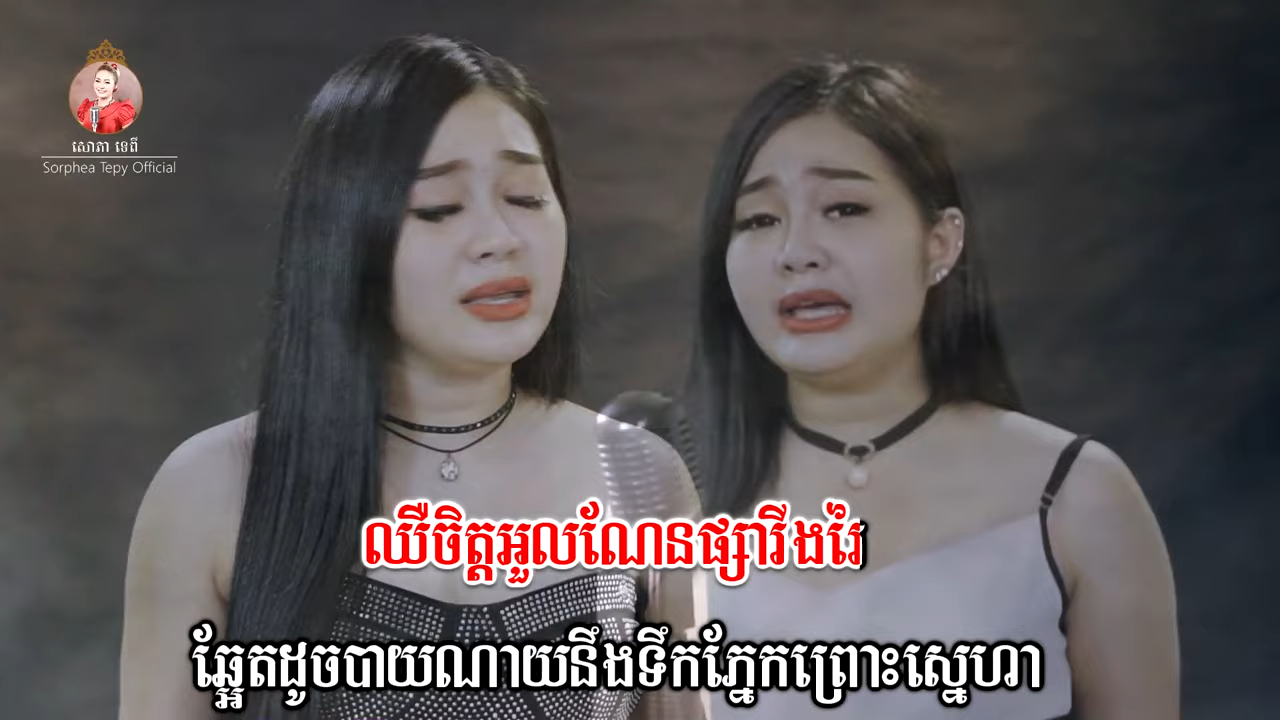 សោភា ទេពី
Sorphea Tepy Official
ឈឺចិត្តអួលណែនផ្សារីងរៃ
ឆ្អែតដូចបាយណាយនឹងទឹកភ្នែកព្រោះស្នេហា